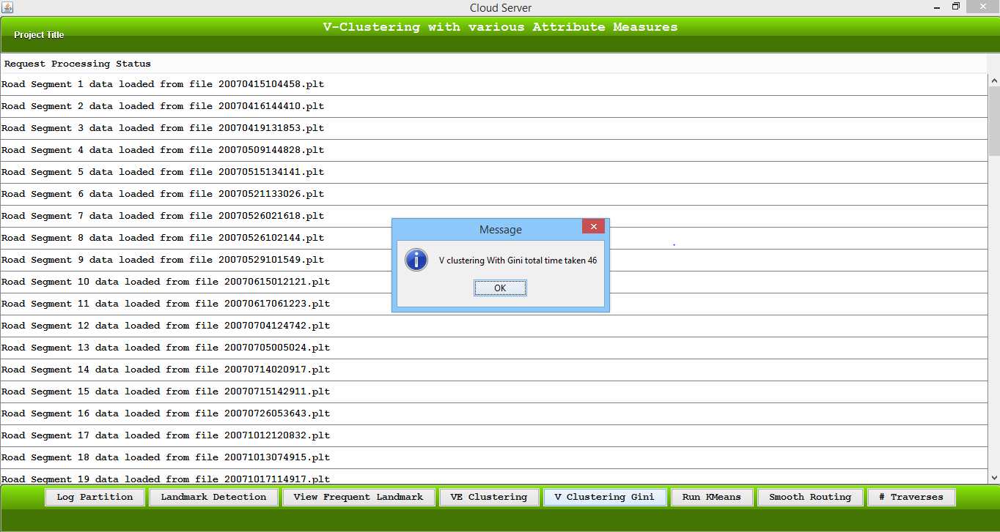 Cloud Server
V-Clustering with various Attribute Measures
Project Title
Request Processing Status
Road Segment 1 data loaded from file 20070415104458.plt
Road Segment 2 data loaded from file 20070416144410.plt
Road Segment 3 data loaded from file 20070419131853.plt
Road Segment 4 data loaded from file 20070509144828.plt
Road Segment 5 data loaded from file 20070515134141.plt
Road Segment 6 data loaded from file 20070521133026.plt
Road Segment 7 data loaded from file 20070526021618.plt
Road Segment 8 data loaded from file 20070526102144.plt
Road Segment 9 data loaded from file 20070529101549.plt
Road Segment 10 data loaded from file 20070615012121.plt
Road Segment 11 data loaded from file 20070617061223.plt
Road Segment 12 data loaded from file 20070704124742.plt
Road Segment 13 data loaded from file 20070705005024.plt
Road Segment 14 data loaded from file 20070714020917.plt
Road Segment 15 data loaded from file 20070715142911.plt
Road Segment 16 data loaded from file 20070726053643.plt
Road Segment 17 data loaded from file 20071012120832.plt
Road Segment 18 data loaded from file 20071013074915.plt
Road Segment 19 data loaded from file 20071017114917.plt
Message
V clustering With Gini total time taken 46
OK
Log Partition
Landmark Detection
View Frequent Landmark
VE Clustering
V Clustering Gini
Run KMeans
Smooth Routing
# Traverses